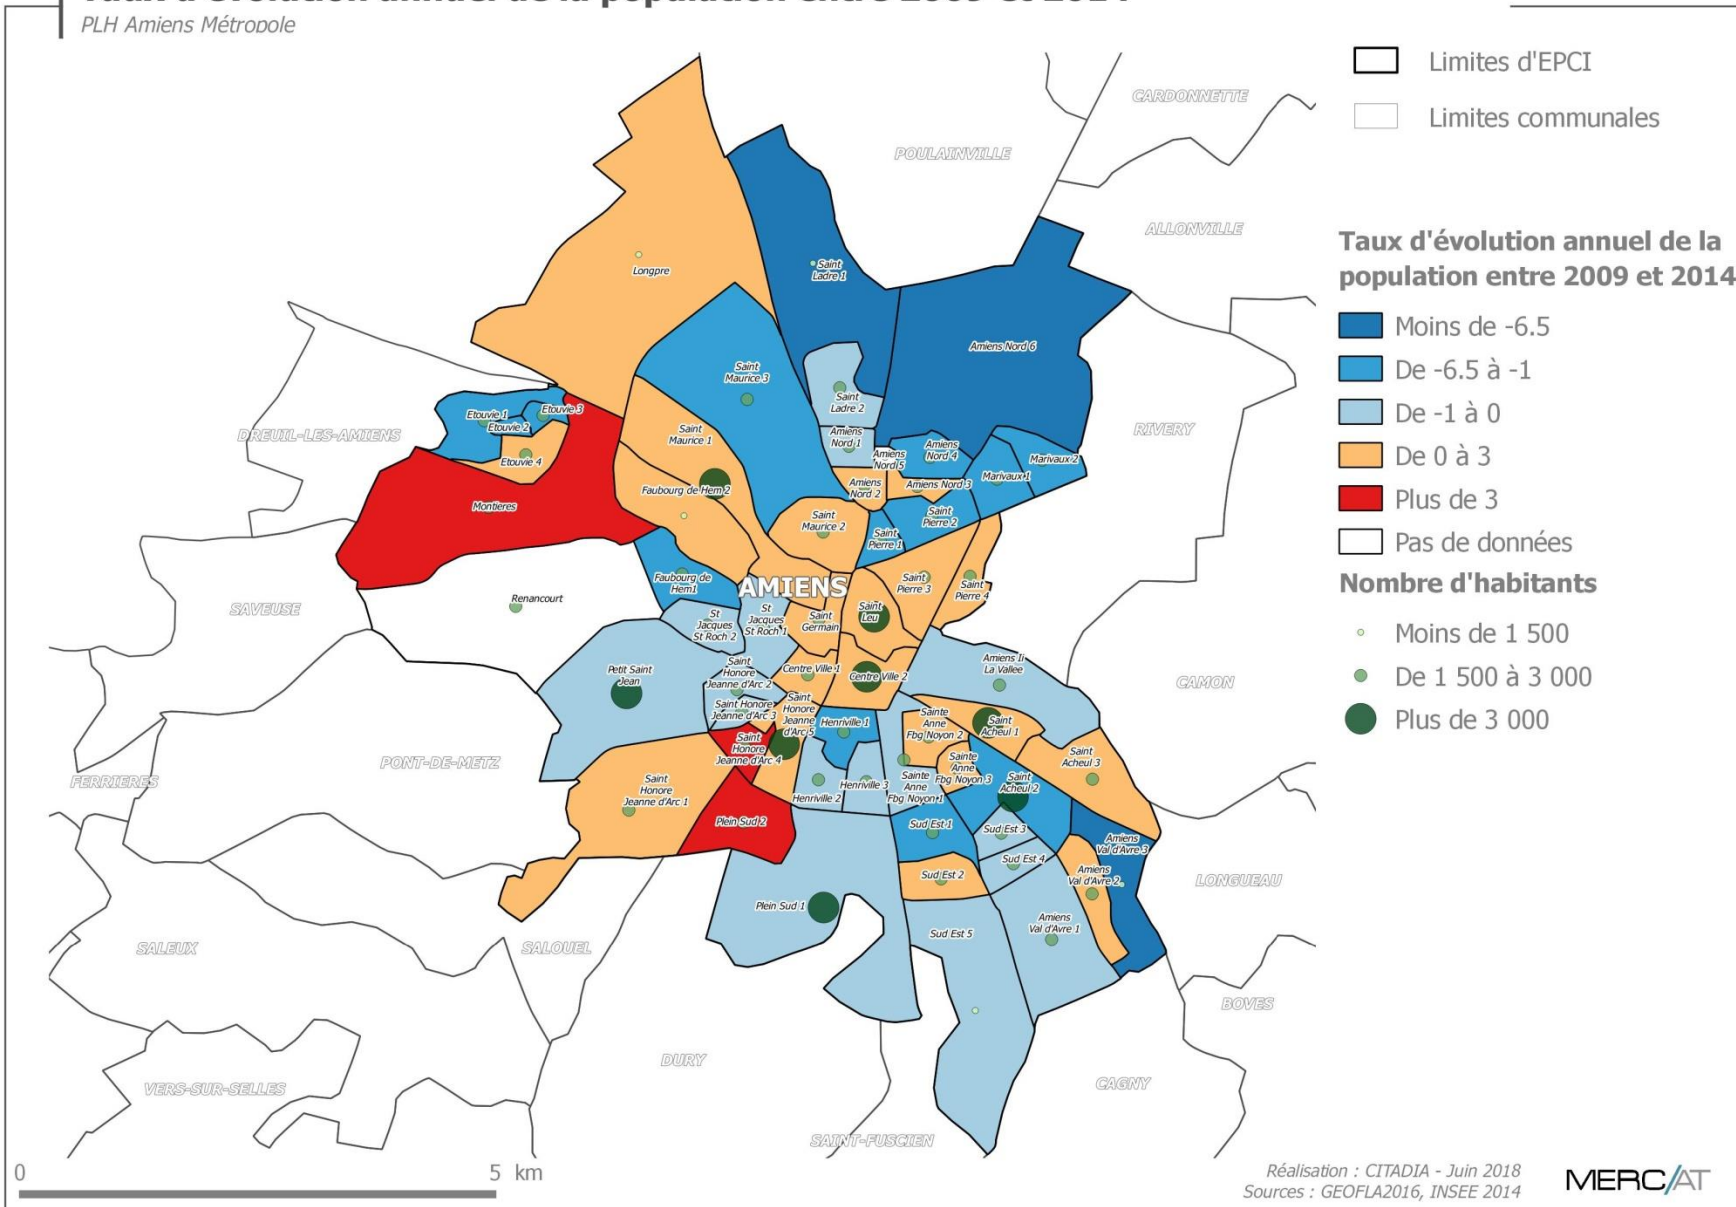 PLH Amiens Métropole
Limites d'EPCI
Limites communales
Taux d'évolution annuel de la
population entre 2009 et 2014
Moins de -6.5
De -6.5 à -1
De -1 à 0
De 0 à 3
Plus de 3
Pas de données
Nombre d'habitants
Moins de 1 500
De 1 500 à 3 000
Plus de 3 000
CARDONNETTE
POULAINVILLE
ALLONVILLE
Longpre
Saint
Ladre 1
Amiens Nord 6
Saint
Maurice 3
Saint
Ladre 2
Etouvie 1
Etouvie 3
Etouvie 2
Etouvie 4
DREUIL-LES-AMIENS
Saint
Maurice 1
Amiens
Nord 1
Amiens
Nord 4
Amiens
Nord 5
RIVERY
Marivaux 2
Marivaux 1
Amiens
Nord 2
Amiens Nord 3
Faubourg de Hem 2
Montieres
Saint
Maurice 2
Saint
Pierre 2
Saint
Pierre 1
Faubourg de
Hem1
AMIENS
Saint
Pierre 3
Saint
Pierre 4
Renancourt
SAVEUSE
St
Jacques
St Roch 2
St
Jacques
St Roch 1
Saint
Germain
Saint
Leu
Petit Saint
Jean
Saint
Honore
Jeanne d'Arc 2
Centre Ville 1
Centre Ville 2
Amiens Ii
La Vallee
CAMON
Saint Honore
Jeanne d'Arc 3
Saint
Honore
Jeanne
d'Arc 5
Henriville 1
Sainte
Anne
Fbg Noyon 2
Saint
Acheul 1
Saint
Honore
Jeanne d'Arc 4
Saint
Acheul 3
PONT-DE-METZ
FERRIERES
Saint
Honore
Jeanne d'Arc 1
Henriville 2
Henriville 3
Sainte
Anne
Fbg Noyon 1
Sainte
Anne
Fbg Noyon 3
Saint
Acheul 2
Plein Sud 2
Sud Est 1
Sud Est 3
Amiens
Val d'Avre 3
Sud Est 4
Sud Est 2
Amiens
Val d'Avre 2
LONGUEAU
Plein Sud 1
Sud Est 5
Amiens
Val d'Avre 1
SALEUX
SALOUEL
BOVES
DURY
CAGNY
VERS-SUR-SELLES
SAINT-FUSCIEN
0 5 km
Réalisation : CITADIA - Juin 2018
Sources : GEOFLA2016, INSEE 2014
MERC/AT